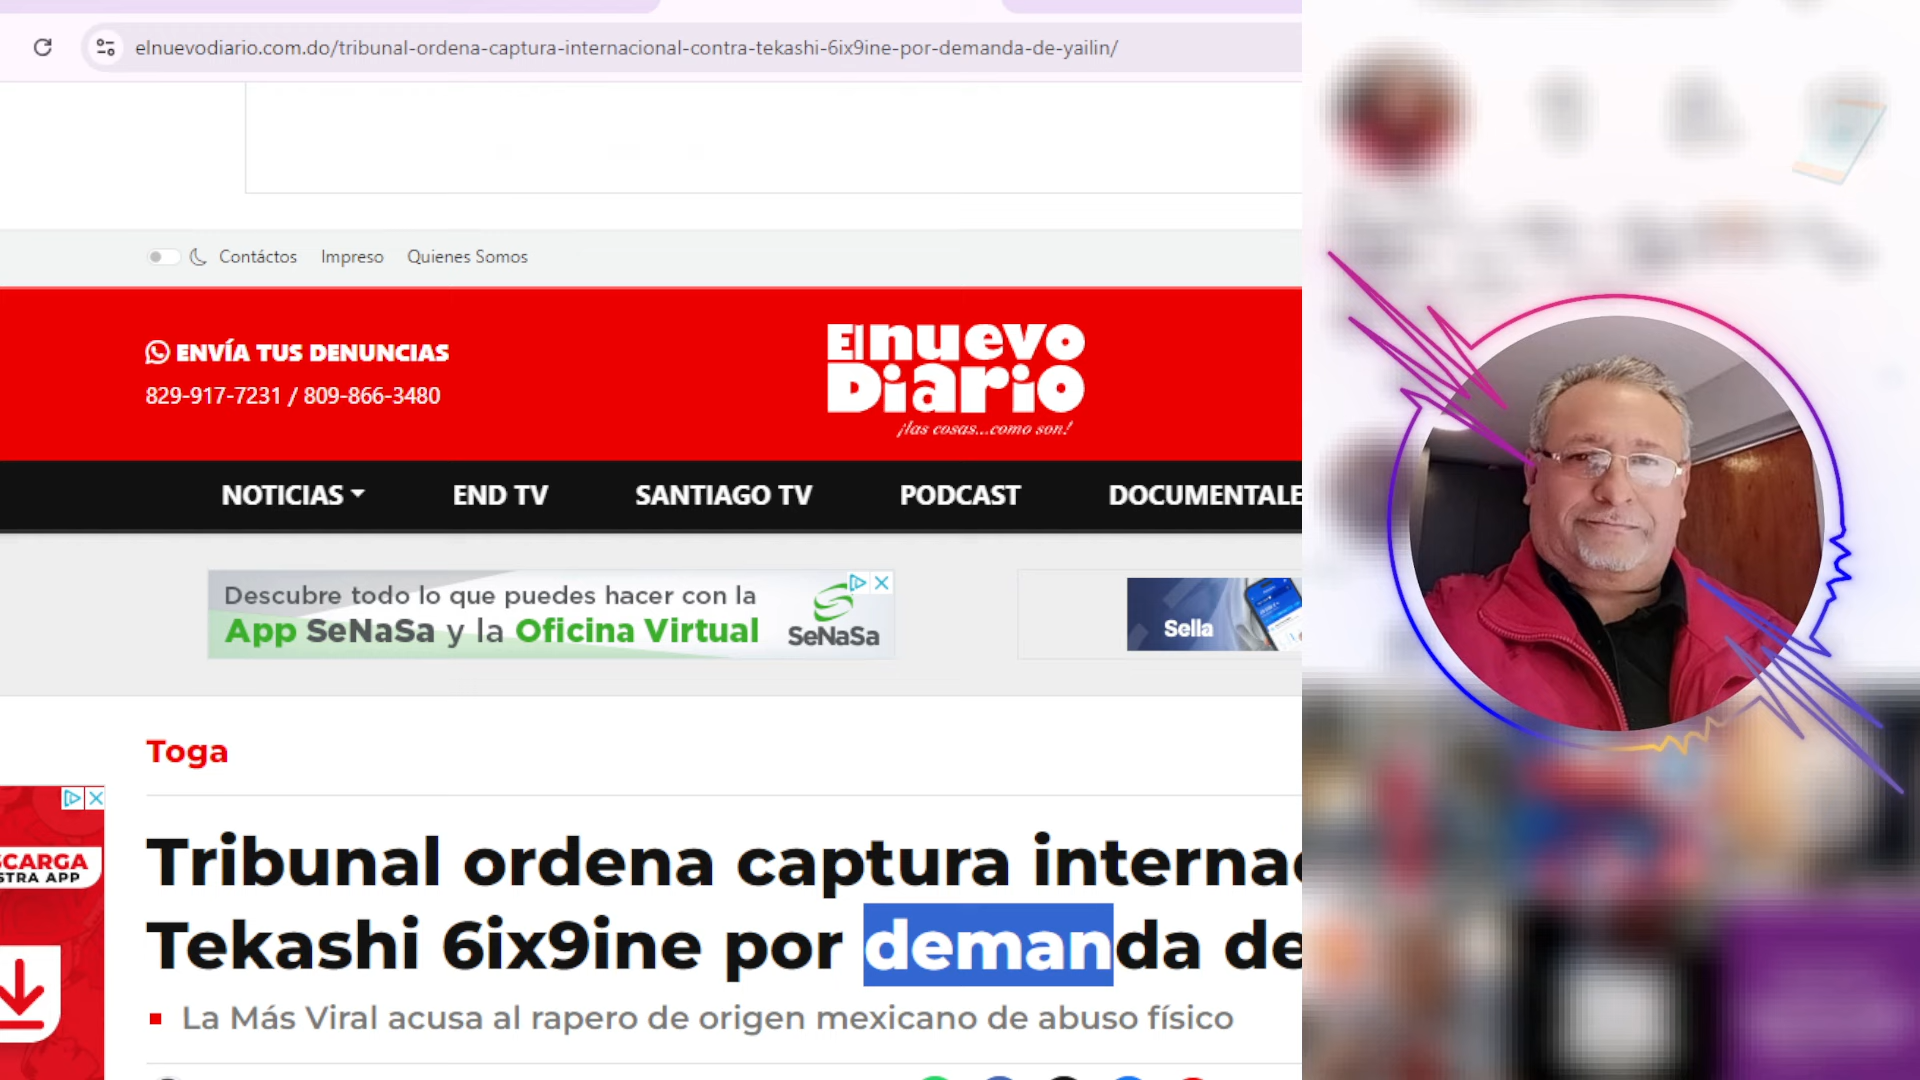 elnuevodiario.com.do/tribunal-ordena-captura-internacional-contra-tekashi-6ix9ine-por-demanda-de-yailin/
Contáctos Impreso Quienes Somos
ENVÍA TUS DENUNCIAS
829-917-7231 / 809-866-3480
El nuevo
Diario
¡las cosas...como son!
NOTICIAS END TV SANTIAGO TV PODCAST DOCUMENTALE
Descubre todo lo que puedes hacer con la
App SeNaSa y la Oficina Virtual
SeNaSa
Sella
Toga
SCARGA
STRA APP
Tribunal ordena captura internac
Tekashi 6ix9ine por demanda de
La Más Viral acusa al rapero de origen mexicano de abuso físico